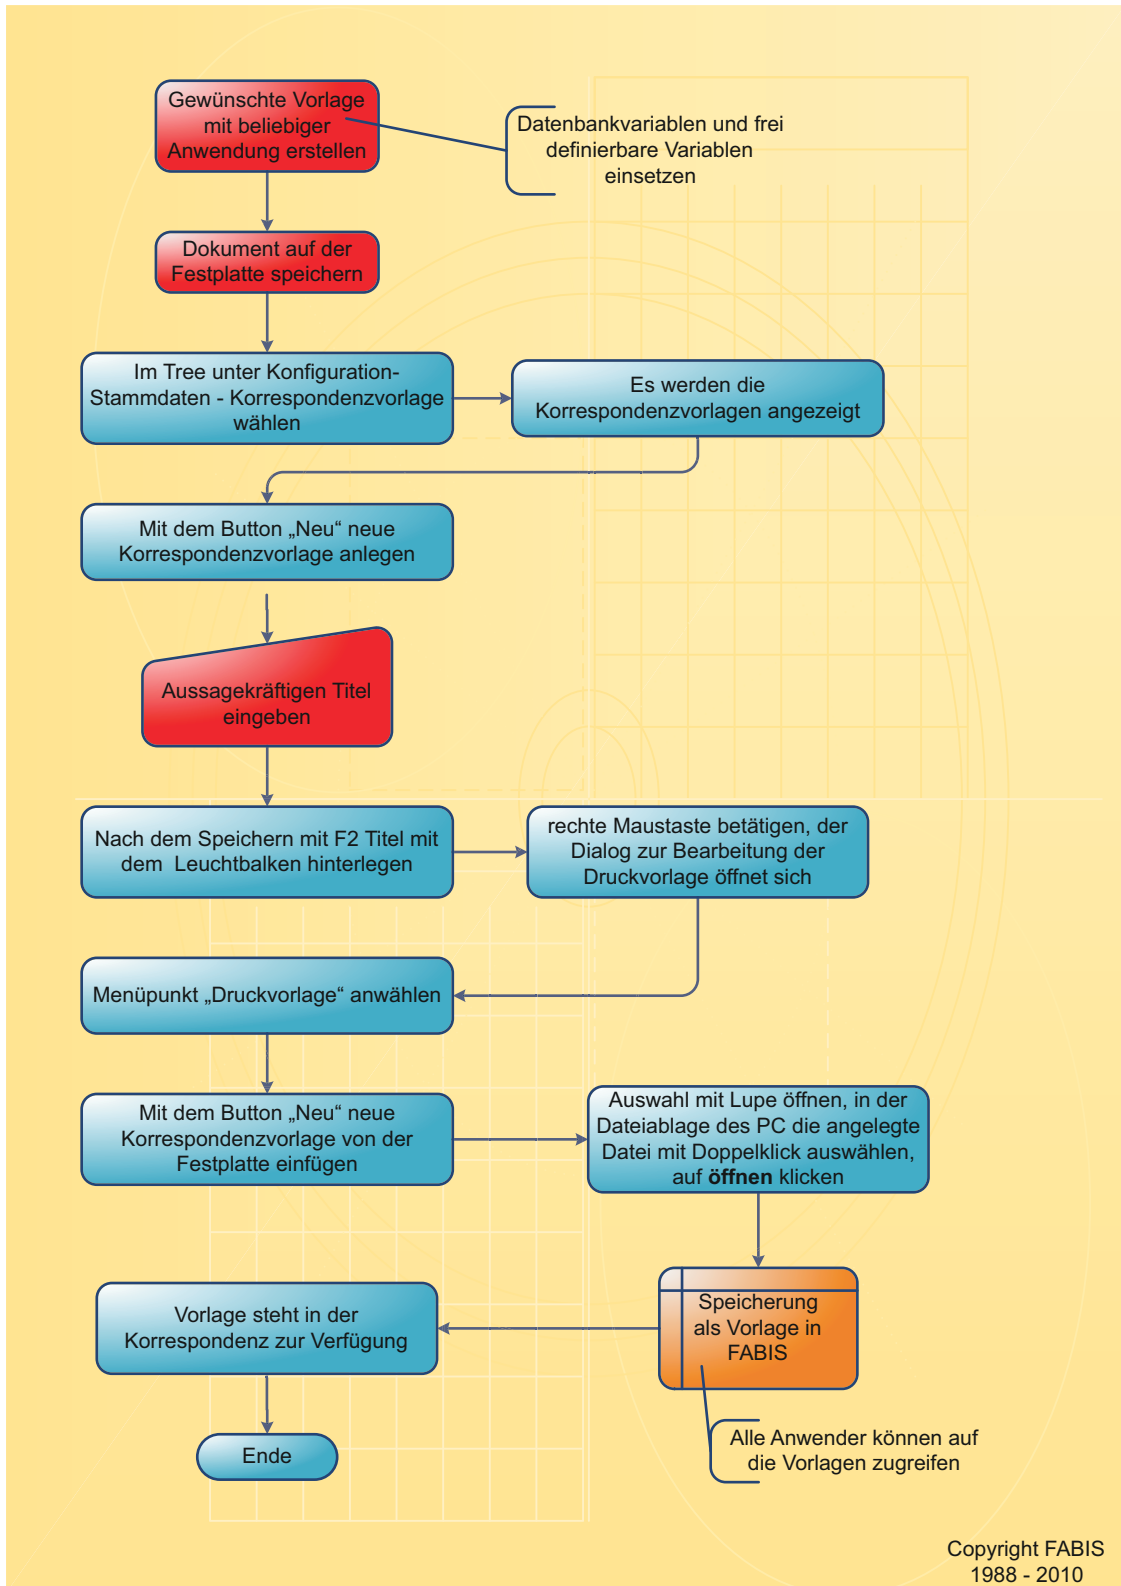 Gewünschte Vorlage
mit beliebiger
Anwendung erstellen
Datenbankvariablen und frei
definierbare Variablen
einsetzen
Dokument auf der
Festplatte speichern
Im Tree unter Konfiguration-
Stammdaten - Korrespondenzvorlage
wählen
Es werden die
Korrespondenzvorlagen angezeigt
Mit dem Button „Neu“ neue
Korrespondenzvorlage anlegen
Aussagekräftigen Titel
eingeben
Nach dem Speichern mit F2 Titel mit
dem Leuchtbalken hinterlegen
rechte Maustaste betätigen, der
Dialog zur Bearbeitung der
Druckvorlage öffnet sich
Menüpunkt „Druckvorlage“ anwählen
Mit dem Button „Neu“ neue
Korrespondenzvorlage von der
Festplatte einfügen
Auswahl mit Lupe öffnen, in der
Dateiablage des PC die angelegte
Datei mit Doppelklick auswählen,
auf öffnen klicken
Speicherung
als Vorlage in
FABIS
Vorlage steht in der
Korrespondenz zur Verfügung
Alle Anwender können auf
die Vorlagen zugreifen
Ende
Copyright FABIS
1988 - 2010